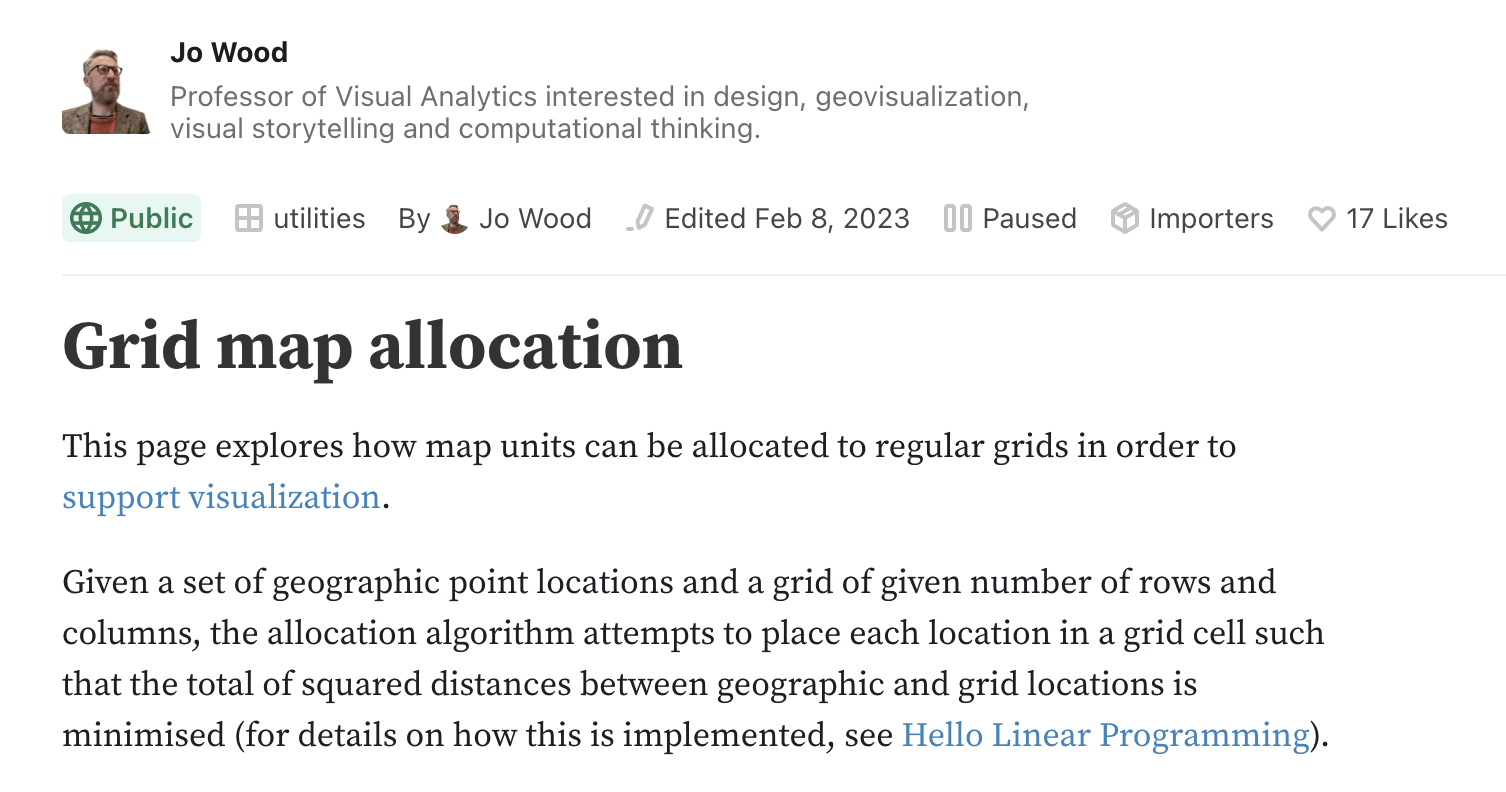 Jo Wood
Professor of Visual Analytics interested in design, geovisualization,
visual storytelling and computational thinking.
Public utilities By Jo Wood Edited Feb 8, 2023 Paused Importers 17 Likes
Grid map allocation
This page explores how map units can be allocated to regular grids in order to
support visualization.
Given a set of geographic point locations and a grid of given number of rows and
columns, the allocation algorithm attempts to place each location in a grid cell such
that the total of squared distances between geographic and grid locations is
minimised (for details on how this is implemented, see Hello Linear Programming).